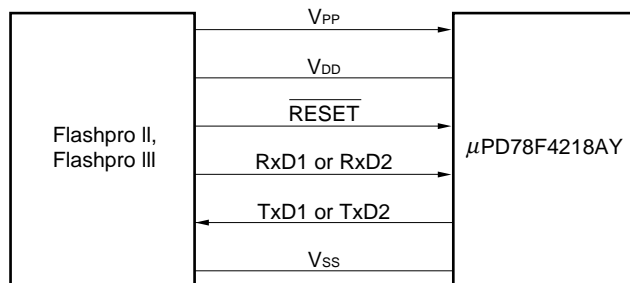 VPP
VDD
RESET
Flashpro II,
Flashpro III
μPD78F4218AY
RxD1 or RxD2
TxD1 or TxD2
VSS